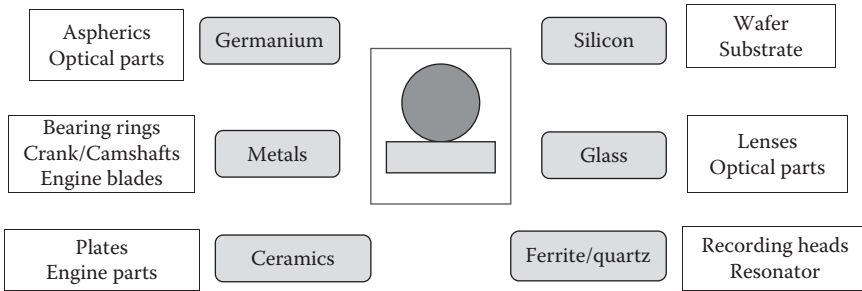 Aspherics
Optical parts
Germanium
Silicon
Wafer
Substrate
Bearing rings
Crank/Camshafts
Engine blades
Metals
Glass
Lenses
Optical parts
Plates
Engine parts
Ceramics
Ferrite/quartz
Recording heads
Resonator